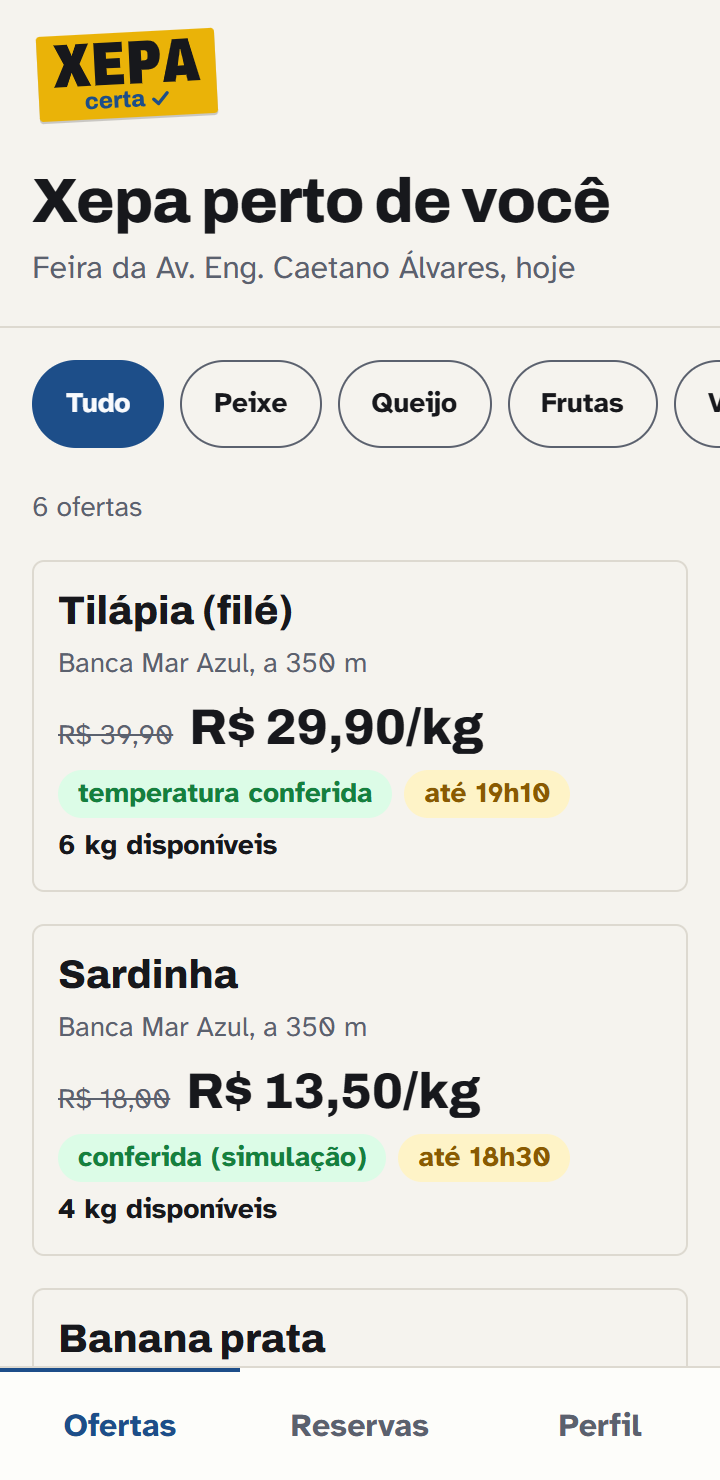 XEPA
certa
Xepa perto de você
Feira da Av. Eng. Caetano Álvares, hoje
Tudo Peixe Queijo Frutas V
6 ofertas
Tilápia (filé)
Banca Mar Azul, a 350 m
R$ 39,90 R$ 29,90/kg
temperatura conferida até 19h10
6 kg disponíveis
Sardinha
Banca Mar Azul, a 350 m
R$ 18,00 R$ 13,50/kg
conferida (simulação) até 18h30
4 kg disponíveis
Banana prata
Ofertas Reservas Perfil